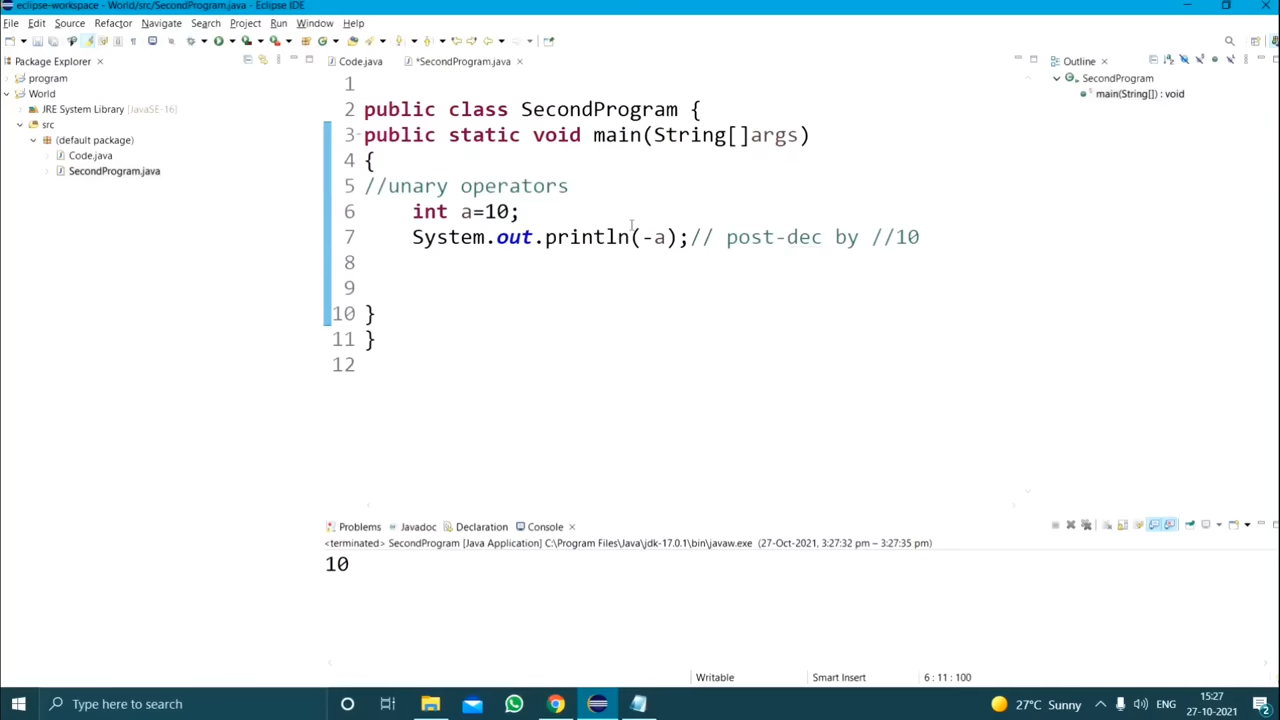 eclipse-workspace - World/src/SecondProgram.java - Eclipse IDE
File Edit Source Refactor Navigate Search Project Run Window Help
Package Explorer
Code.java
*SecondProgram.java
Outline
program
World
JRE System Library [JavaSE-16]
src
(default package)
Code.java
SecondProgram.java
SecondProgram
main(String[]) : void
1
2 public class SecondProgram {
3 public static void main(String[]args)
4 {
5 //unary operators
6 int a=10;
7 System.out.println(-a);// post-dec by //10
8
9
10 }
11 }
12
Problems Javadoc Declaration Console
<terminated> SecondProgram [Java Application] C:\Program Files\Java\jdk-17.0.1\bin\javaw.exe (27-Oct-2021, 3:27:32 pm – 3:27:35 pm)
10
Writable Smart Insert 6 : 11 : 100
Type here to search
27°C Sunny
ENG
15:27
27-10-2021
2